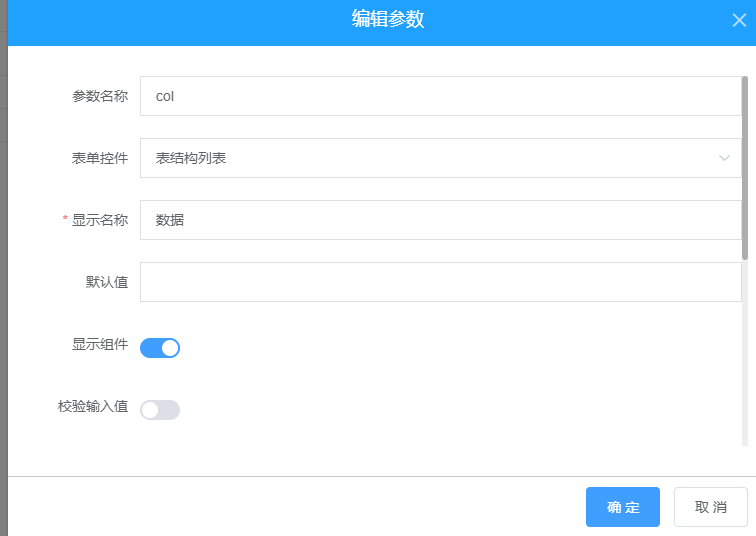 编辑参数
参数名称 col
表单控件 表结构列表
* 显示名称 数据
默认值
显示组件
校验输入值
确 定 取 消